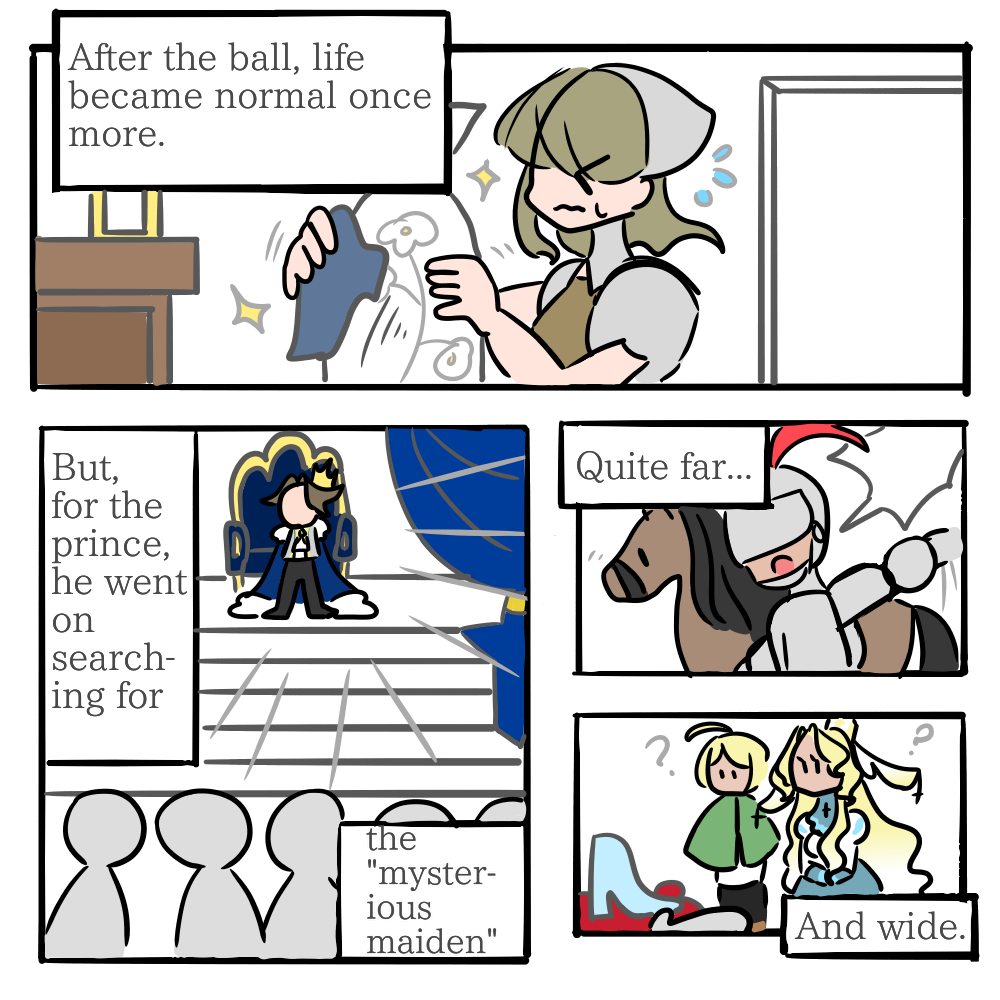 After the ball, life
became normal once
more.
But,
for the
prince,
he went
on
search-
ing for
the
"myster-
ious
maiden"
Quite far...
?
?
And wide.